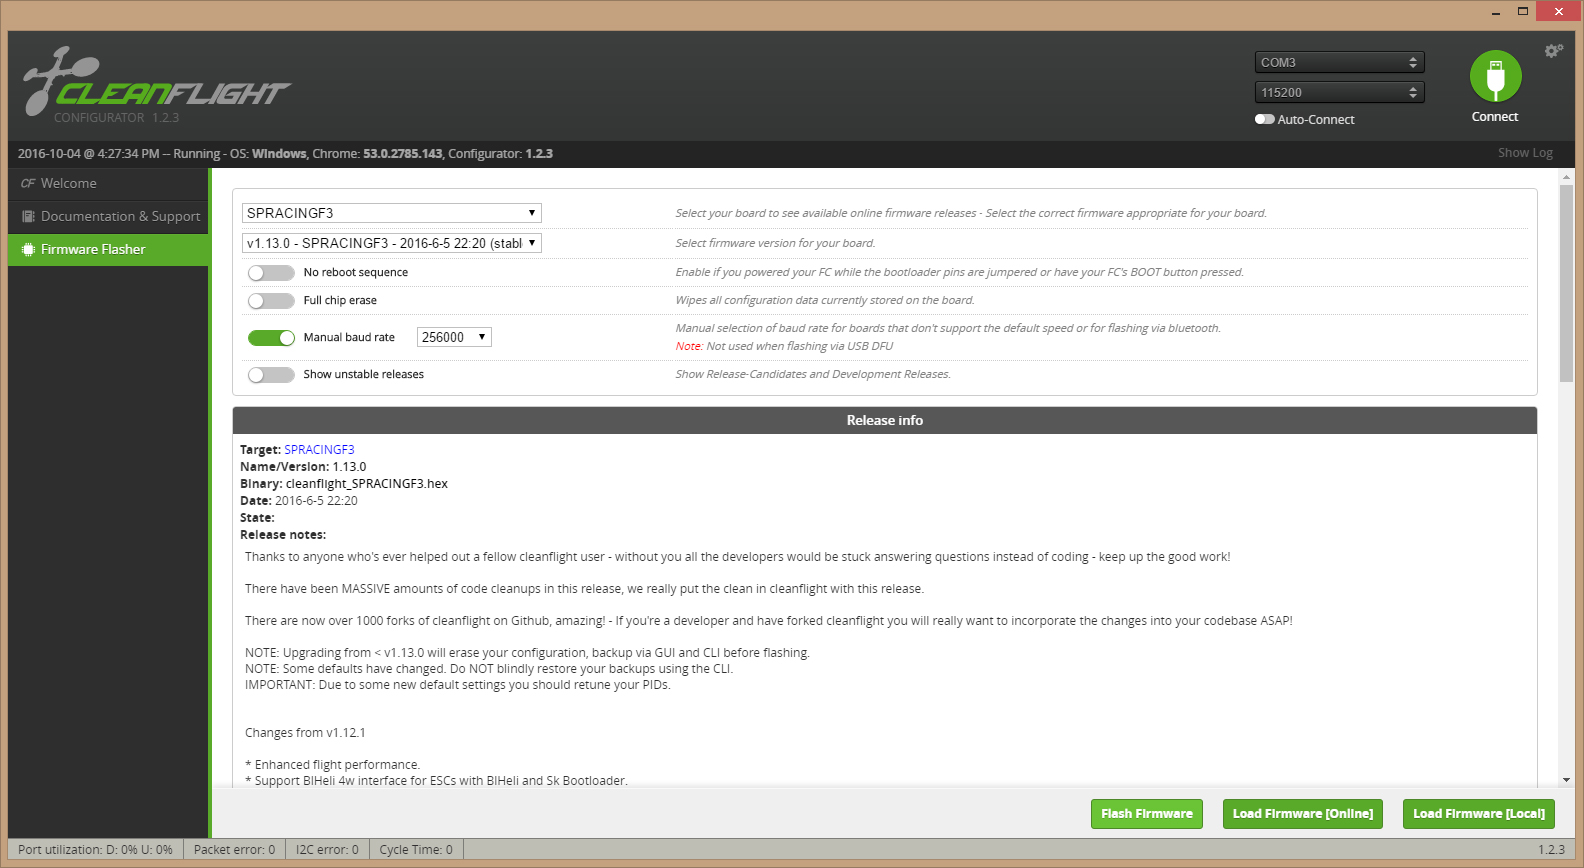 CLEANFLIGHT
CONFIGURATOR 1.2.3
COM3
115200
Auto-Connect
Connect
2016-10-04 @ 4:27:34 PM -- Running - OS: Windows, Chrome: 53.0.2785.143, Configurator: 1.2.3
Show Log
CF Welcome
Documentation & Support
Firmware Flasher
SPRACINGF3
Select your board to see available online firmware releases - Select the correct firmware appropriate for your board.
v1.13.0 - SPRACINGF3 - 2016-6-5 22:20 (stabl
Select firmware version for your board.
No reboot sequence
Enable if you powered your FC while the bootloader pins are jumpered or have your FC's BOOT button pressed.
Full chip erase
Wipes all configuration data currently stored on the board.
Manual baud rate 256000
Manual selection of baud rate for boards that don't support the default speed or for flashing via bluetooth.
Note: Not used when flashing via USB DFU
Show unstable releases
Show Release-Candidates and Development Releases.
Release info
Target: SPRACINGF3
Name/Version: 1.13.0
Binary: cleanflight_SPRACINGF3.hex
Date: 2016-6-5 22:20
State:
Release notes:
Thanks to anyone who's ever helped out a fellow cleanflight user - without you all the developers would be stuck answering questions instead of coding - keep up the good work!
There have been MASSIVE amounts of code cleanups in this release, we really put the clean in cleanflight with this release.
There are now over 1000 forks of cleanflight on Github, amazing! - If you're a developer and have forked cleanflight you will really want to incorporate the changes into your codebase ASAP!
NOTE: Upgrading from < v1.13.0 will erase your configuration, backup via GUI and CLI before flashing.
NOTE: Some defaults have changed. Do NOT blindly restore your backups using the CLI.
IMPORTANT: Due to some new default settings you should retune your PIDs.
Changes from v1.12.1
* Enhanced flight performance.
* Support BlHeli 4w interface for ESCs with BlHeli and Sk Bootloader.
Flash Firmware
Load Firmware [Online]
Load Firmware [Local]
Port utilization: D: 0% U: 0%
Packet error: 0
I2C error: 0
Cycle Time: 0
1.2.3